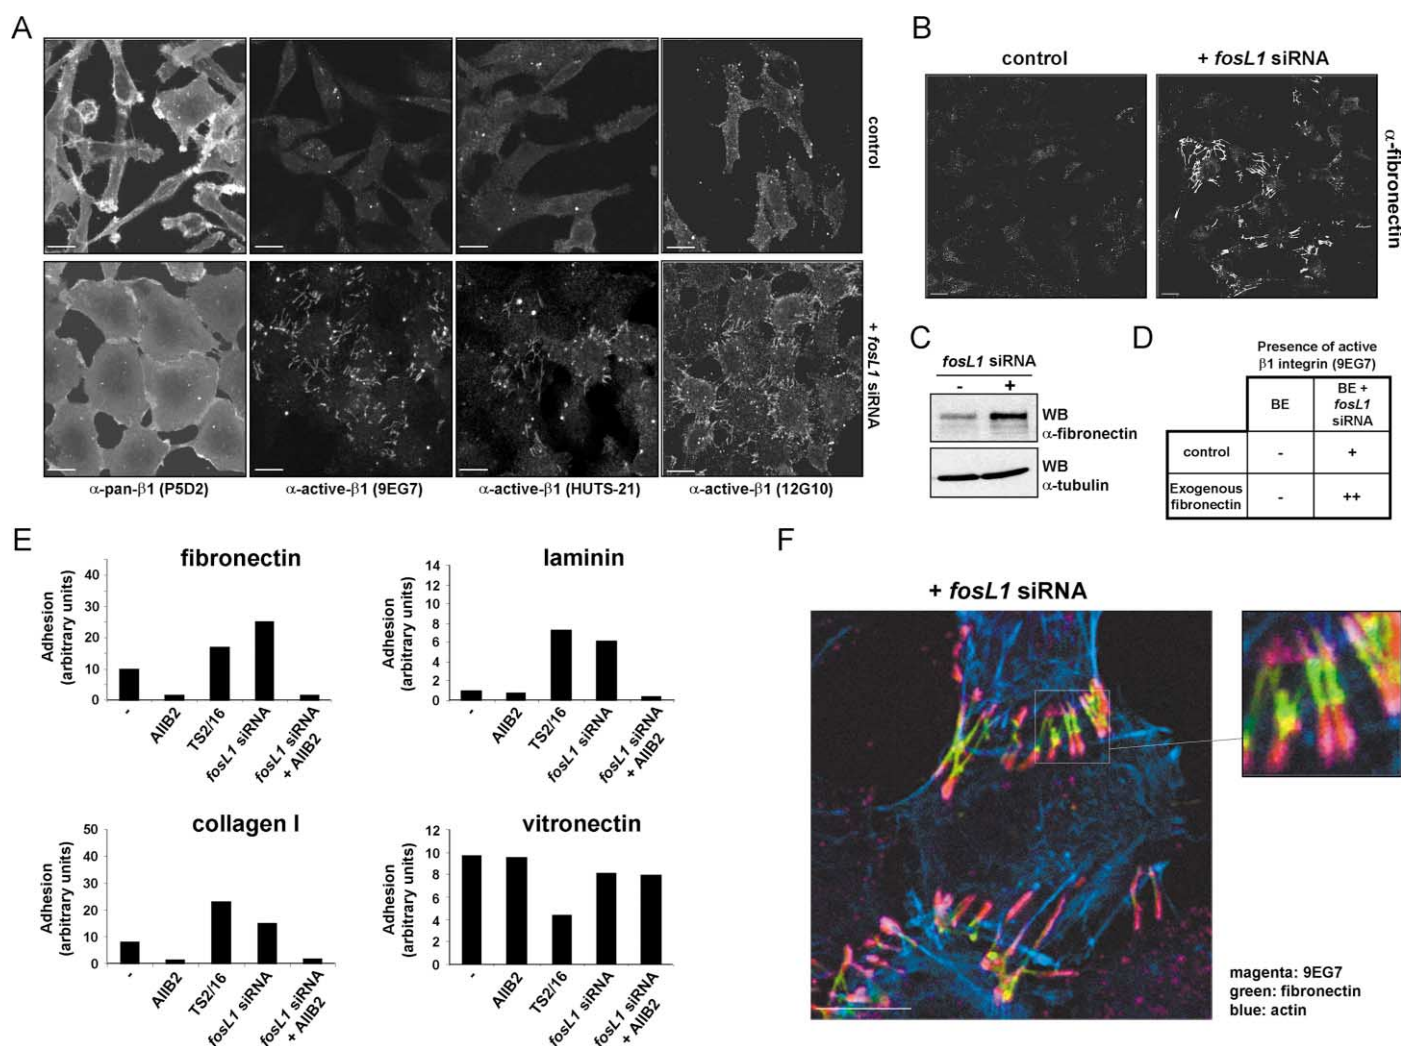 A
control
+ fosL1 siRNA
α-pan-β1 (P5D2)
α-active-β1 (9EG7)
α-active-β1 (HUTS-21)
α-active-β1 (12G10)
B
control
+ fosL1 siRNA
α-fibronectin
C
fosL1 siRNA
-
+
WB
α-fibronectin
WB
α-tubulin
D
Presence of active
β1 integrin (9EG7)
BE
BE +
fosL1
siRNA
control
-
+
Exogenous
fibronectin
-
++
E
fibronectin
Adhesion
(arbitrary units)
40
30
20
10
0
-
AIIB2
TS2/16
fosL1 siRNA
fosL1 siRNA
+ AIIB2
laminin
Adhesion
(arbitrary units)
14
12
10
8
6
4
2
0
-
AIIB2
TS2/16
fosL1 siRNA
fosL1 siRNA
+ AIIB2
collagen I
Adhesion
(arbitrary units)
50
40
30
20
10
0
-
AIIB2
TS2/16
fosL1 siRNA
fosL1 siRNA
+ AIIB2
vitronectin
Adhesion
(arbitrary units)
12
10
8
6
4
2
0
-
AIIB2
TS2/16
fosL1 siRNA
fosL1 siRNA
+ AIIB2
F
+ fosL1 siRNA
magenta: 9EG7
green: fibronectin
blue: actin